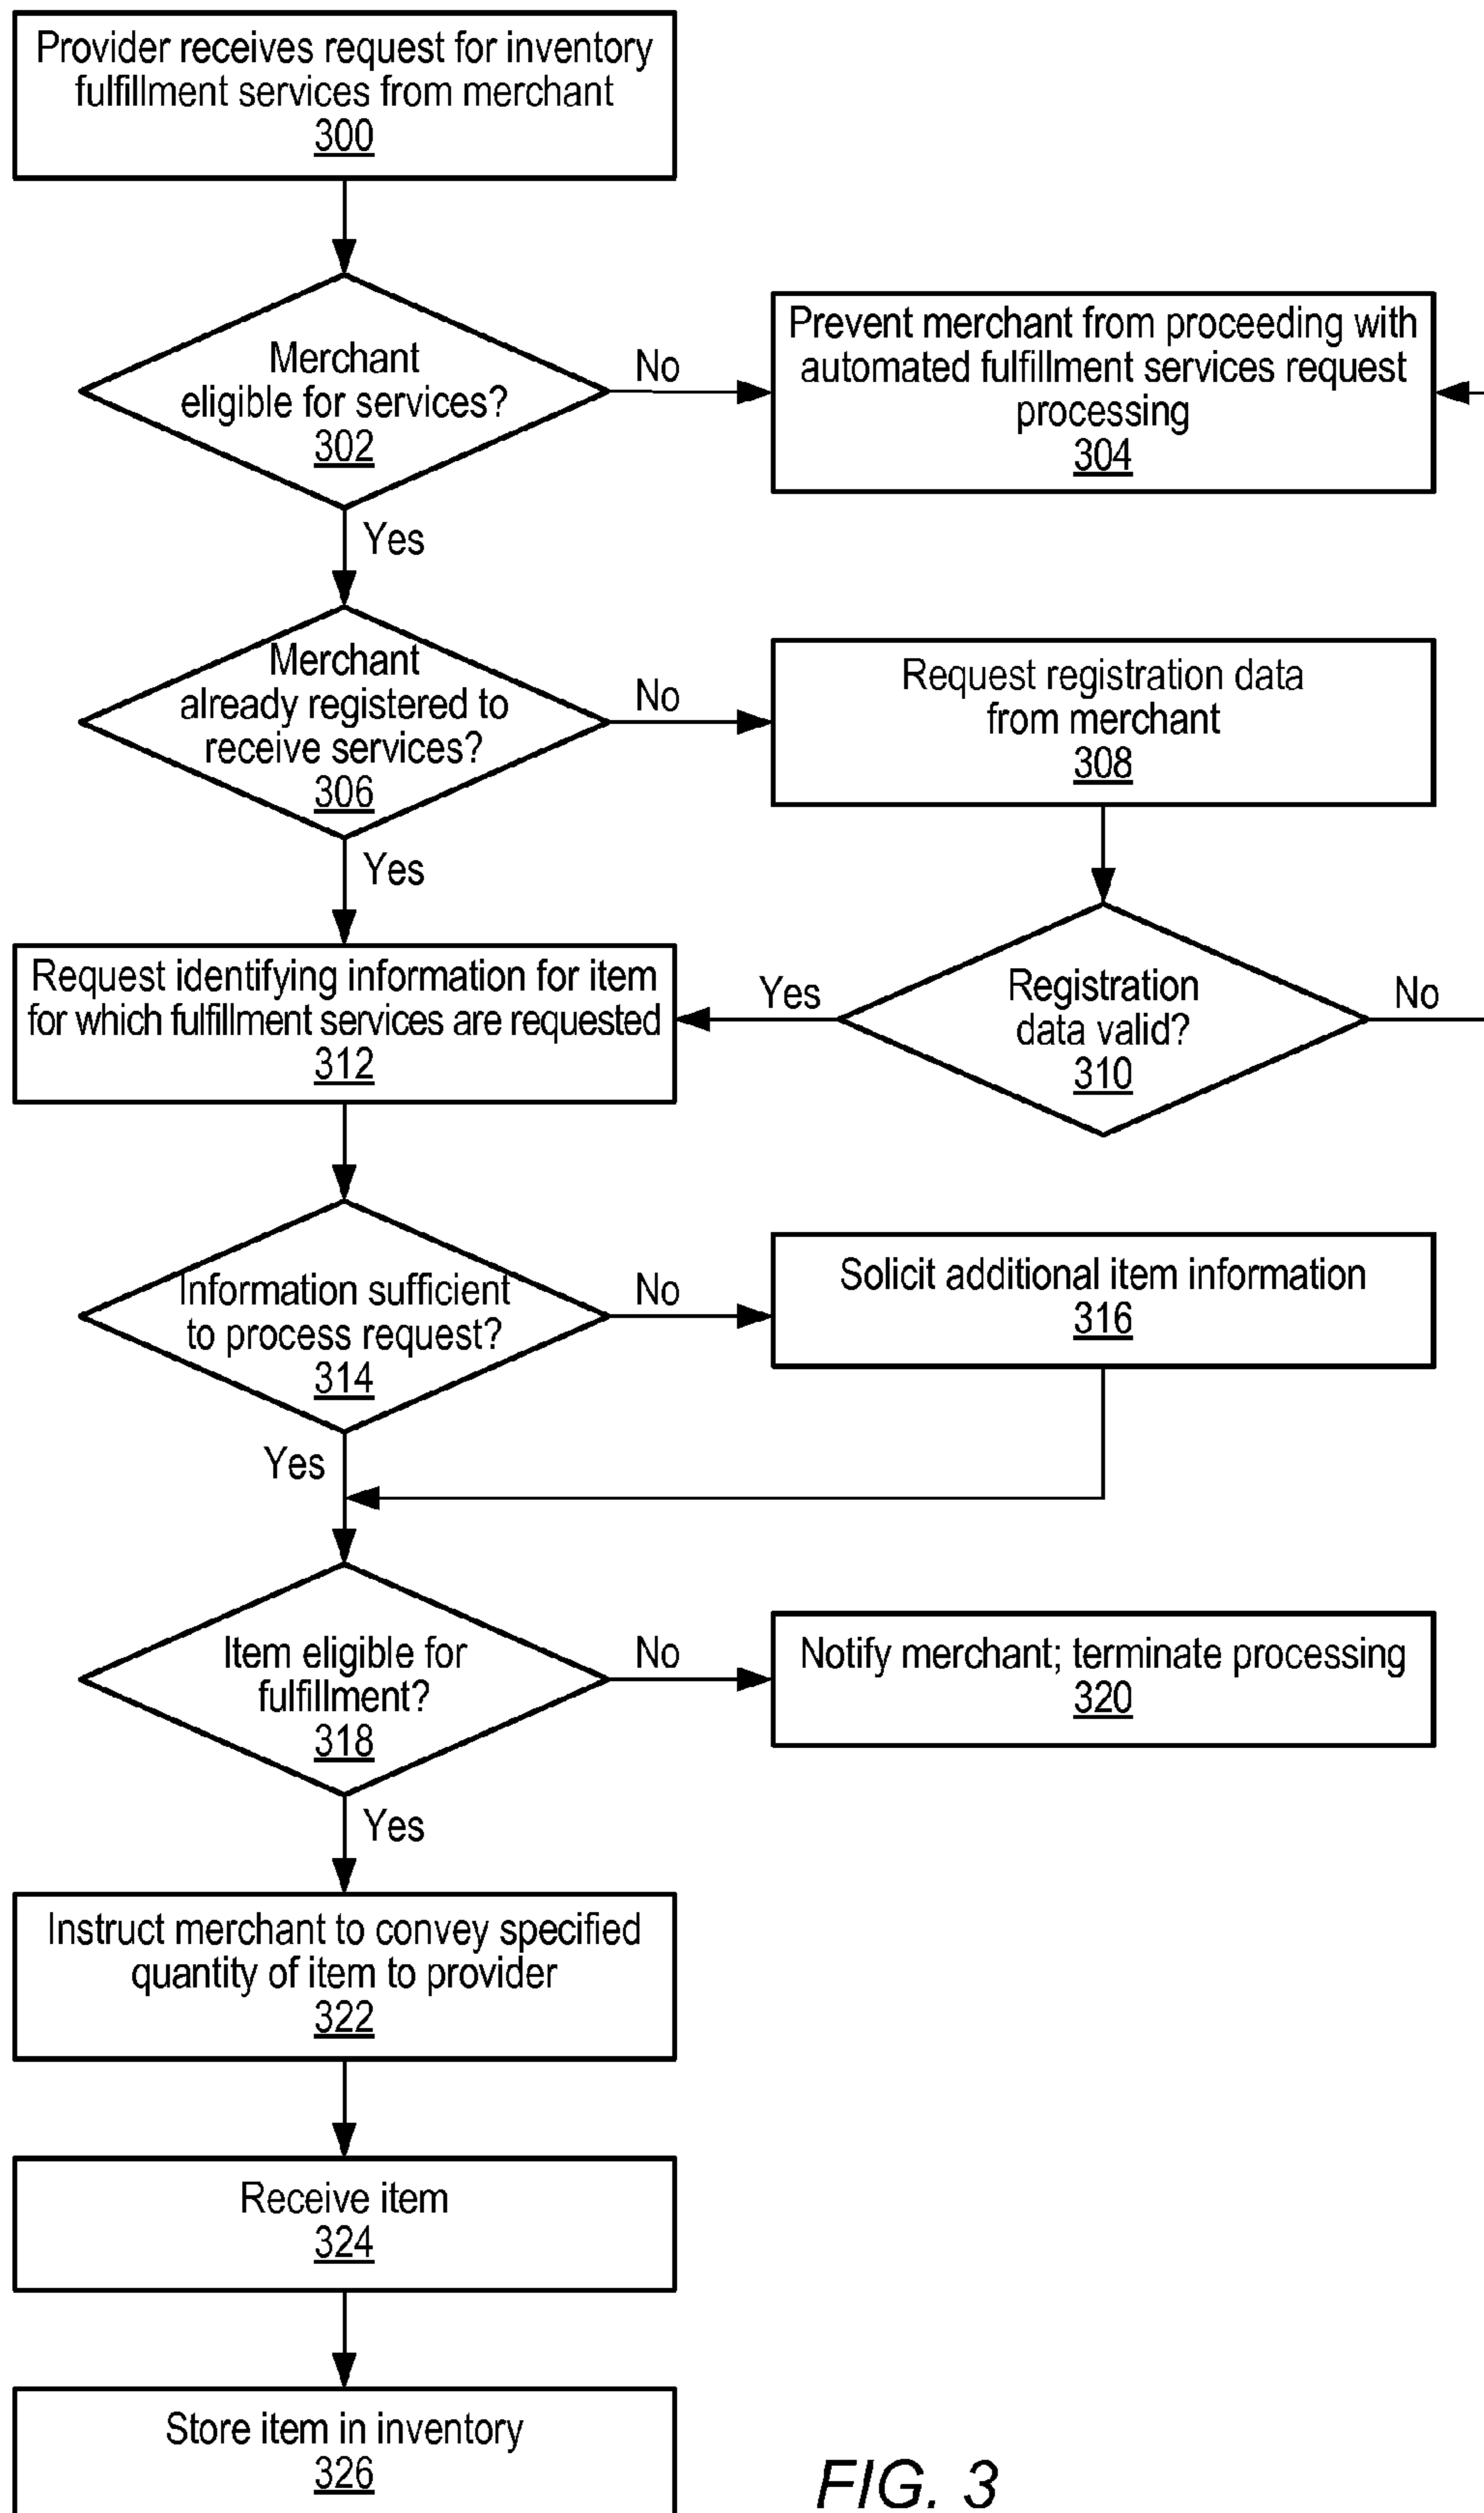 Provider receives request for inventory
fulfillment services from merchant
300
Merchant
eligible for services?
302
No
Prevent merchant from proceeding with
automated fulfillment services request
processing
304
Yes
Merchant
already registered to
receive services?
306
No
Request registration data
from merchant
308
Yes
Request identifying information for item
for which fulfillment services are requested
312
Yes
Registration
data valid?
310
No
Information sufficient
to process request?
314
No
Solicit additional item information
316
Yes
Item eligible for
fulfillment?
318
No
Notify merchant; terminate processing
320
Yes
Instruct merchant to convey specified
quantity of item to provider
322
Receive item
324
Store item in inventory
326
FIG. 3